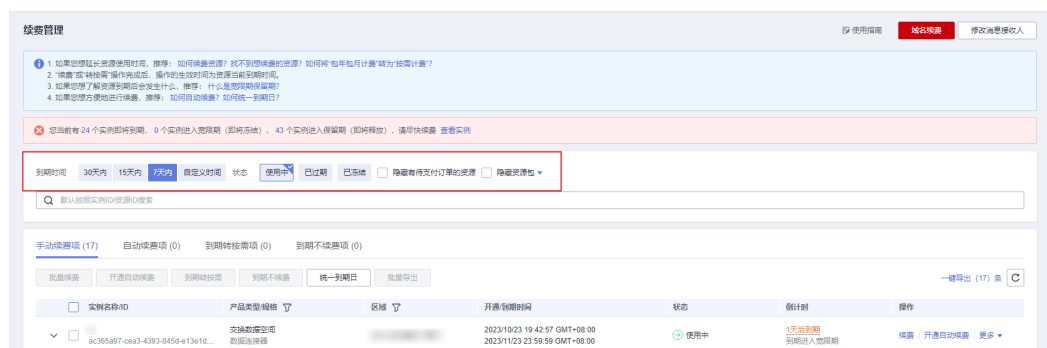 续费管理
使用指南
域名续费
修改消息接收人
1. 如果您想延长资源使用时间，推荐： 如何续费资源？找不到想续费的资源？如何将“包年包月计费”转为“按需计费”？
2. “续费”或“转按需”操作完成后，操作的生效时间为资源当前到期时间。
3. 如果您想了解资源到期后会发生什么，推荐： 什么是宽限期保留期？
4. 如果您想方便地进行续费，推荐： 如何自动续费？如何统一到期日？
您当前有 24 个实例即将到期， 0 个实例进入宽限期（即将冻结）， 43 个实例进入保留期（即将释放），请尽快续费 查看实例
到期时间 30天内 15天内 7天内 自定义时间 状态 使用中 已过期 已冻结 隐藏有待支付订单的资源 隐藏资源包
默认按照实例ID/资源ID搜索
手动续费项 (17) 自动续费项 (0) 到期转按需项 (0) 到期不续费项 (0)
批量续费 开通自动续费 到期转按需 到期不续费 统一到期日 批量导出 一键导出 (17) 条
实例名称/ID 产品类型/规格 区域 开通/到期时间 状态 倒计时 操作
交换数据空间 2023/10/23 19:42:57 GMT+08:00 使用中 1天后到期 续费 开通自动续费 更多
ac365a97-cea3-4393-845d-e13e1d... 数据连接器 2023/11/23 23:59:59 GMT+08:00 到期进入宽限期